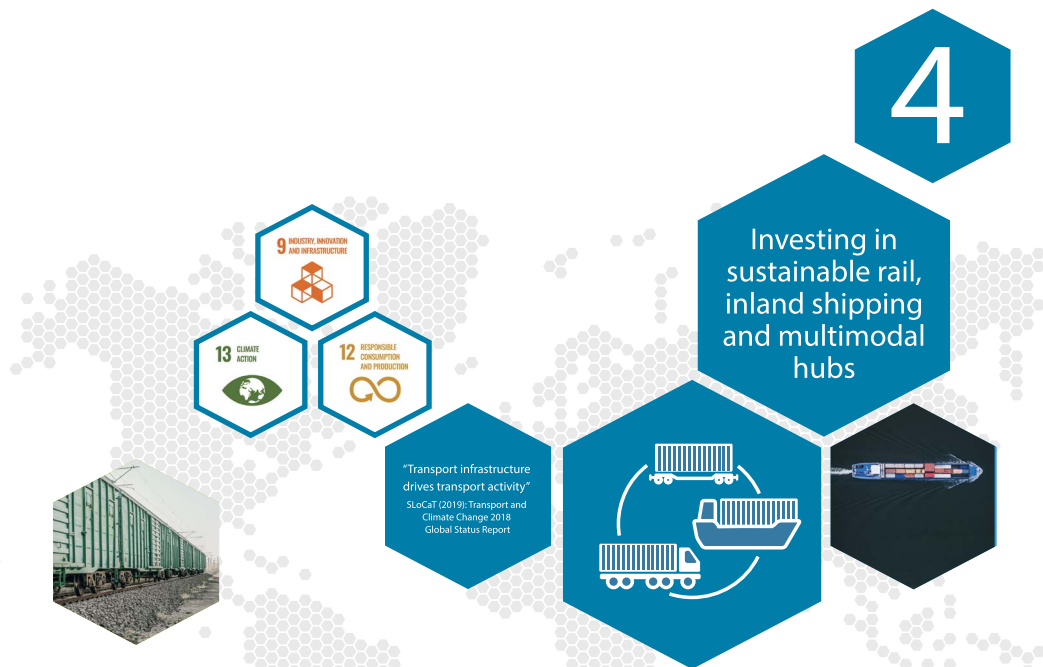 4
Investing in
sustainable rail,
inland shipping
and multimodal
hubs
9 INDUSTRY, INNOVATION
AND INFRASTRUCTURE
13 CLIMATE
ACTION
12 RESPONSIBLE
CONSUMPTION
AND PRODUCTION
"Transport infrastructure
drives transport activity"
SLoCaT (2019): Transport and
Climate Change 2018
Global Status Report